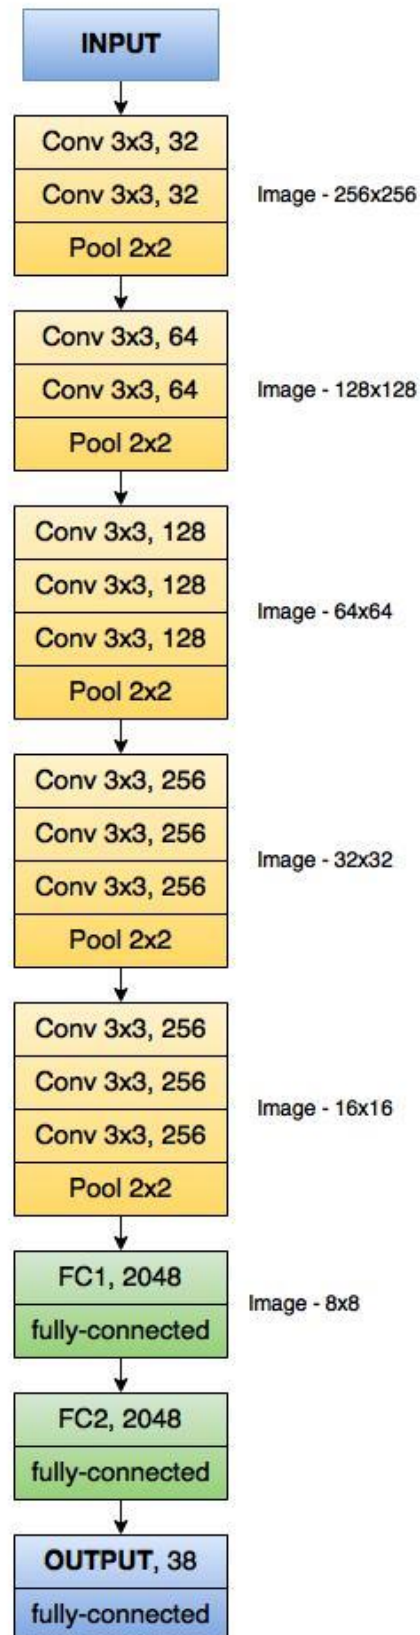 INPUT
Conv 3x3, 32
Conv 3x3, 32
Image - 256x256
Pool 2x2
Conv 3x3, 64
Conv 3x3, 64
Image - 128x128
Pool 2x2
Conv 3x3, 128
Conv 3x3, 128
Image - 64x64
Conv 3x3, 128
Pool 2x2
Conv 3x3, 256
Conv 3x3, 256
Image - 32x32
Conv 3x3, 256
Pool 2x2
Conv 3x3, 256
Conv 3x3, 256
Image - 16x16
Conv 3x3, 256
Pool 2x2
FC1, 2048
Image - 8x8
fully-connected
FC2, 2048
fully-connected
OUTPUT, 38
fully-connected